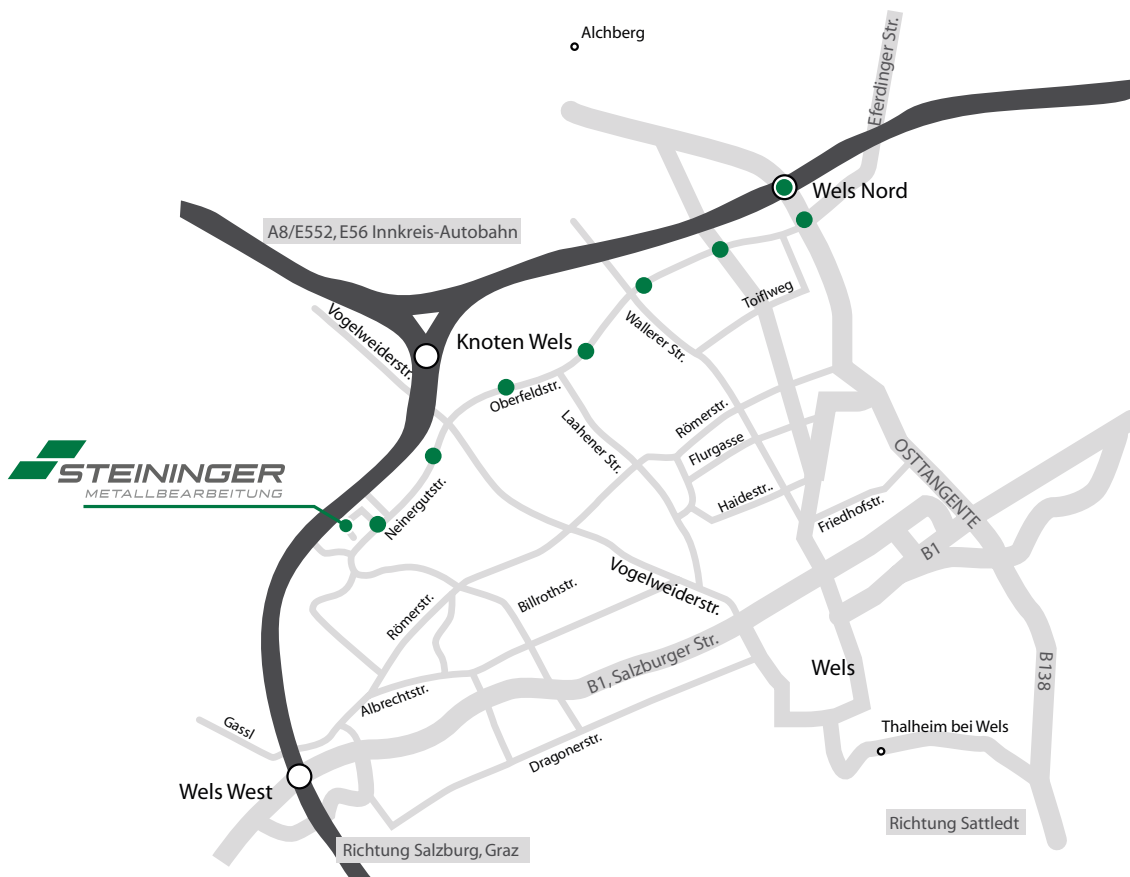 Alchberg
Eferdinger Str.
Wels Nord
A8/E552, E56 Innkreis-Autobahn
Toiflweg
Vogelweiderstr.
Wallerer Str.
Knoten Wels
Oberfeldstr.
Römerstr.
Laahener Str.
Flurgasse
STEININGER
METALLBEARBEITUNG
OSTTANGENTE
Haidestr..
Neinergutstr.
Friedhofstr.
B1
Vogelweiderstr.
Billrothstr.
Römerstr.
B1, Salzburger Str.
Wels
B138
Albrechtstr.
Gassl
Thalheim bei Wels
Dragonerstr.
Wels West
Richtung Sattledt
Richtung Salzburg, Graz